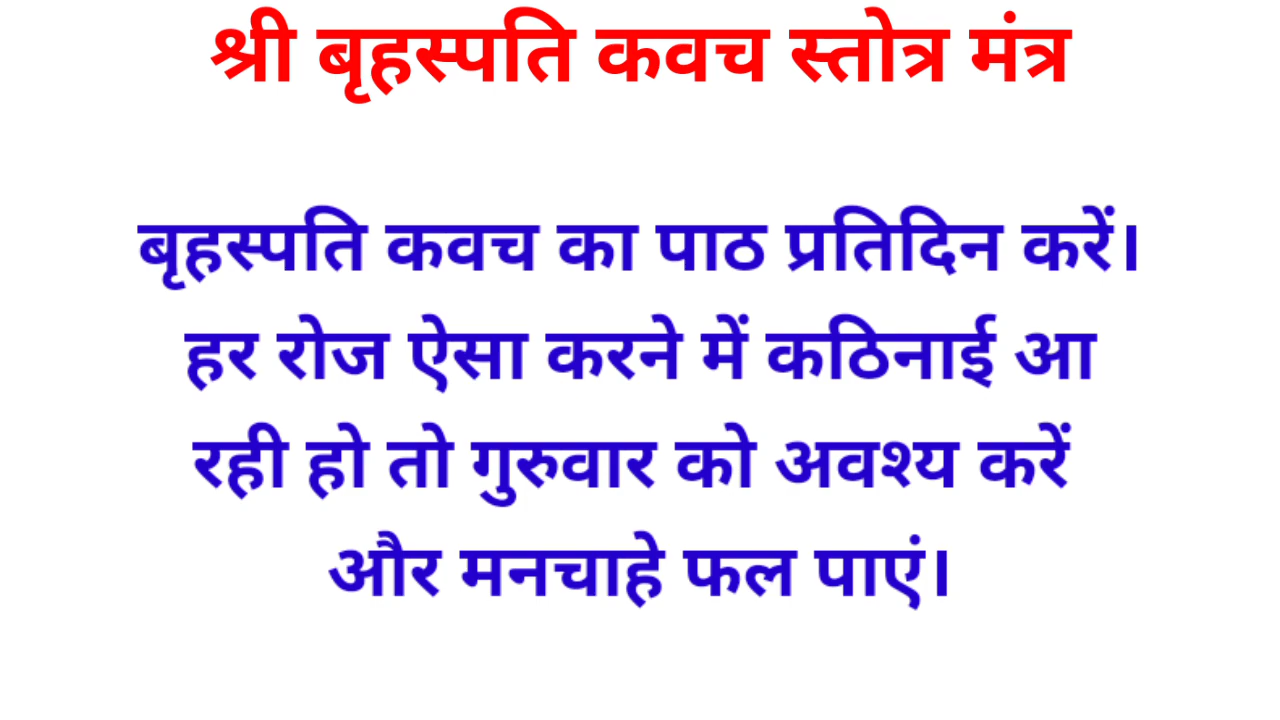 श्री बृहस्पति कवच स्तोत्र मंत्र
बृहस्पति कवच का पाठ प्रतिदिन करें।
हर रोज ऐसा करने में कठिनाई आ
रही हो तो गुरुवार को अवश्य करें
और मनचाहे फल पाएं।